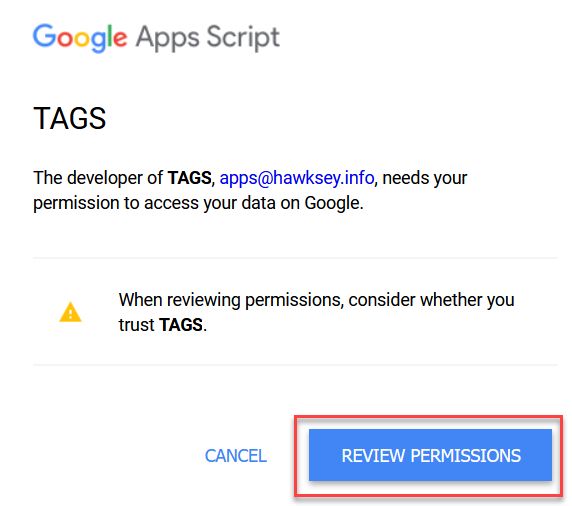 Google Apps Script
TAGS
The developer of TAGS, apps@hawksey.info, needs your
permission to access your data on Google.
When reviewing permissions, consider whether you
trust TAGS.
CANCEL
REVIEW PERMISSIONS